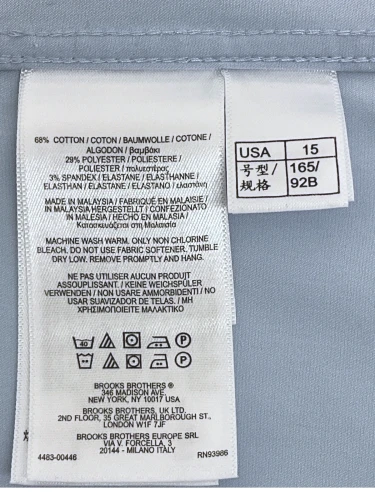 68% COTTON / COTON / BAUMWOLLE / COTONE /
ALGODON / βαμβάκι
29% POLYESTER / POLIESTERE /
POLIESTER / πολυεστέρας
3% SPANDEX / ELASTANE / ELASTHANNE /
ELASTHAN / ELASTANE / ELASTANO / ελαστάνη
MADE IN MALAYSIA / FABRIQUÉ EN MALAISIE /
IN MALAYSIA HERGESTELLT / CONFEZIONATO
IN MALESIA / HECHO EN MALASIA /
Κατασκευάζεται στη Μαλαισία
MACHINE WASH WARM. ONLY NON CHLORINE
BLEACH. DO NOT USE FABRIC SOFTENER. TUMBLE
DRY LOW. REMOVE PROMPTLY AND HANG.
NE PAS UTILISER AUCUN PRODUIT
ASSOUPLISSANT. / KEINE WEICHSPÜLER
VERWENDEN / NON USARE AMMORBIDENTI / NO
USAR SUAVIZADOR DE TELAS. / ΜΗ
ΧΡΗΣΙΜΟΠΟΙΕΙΤΕ ΜΑΛΑΚΤΙΚΟ
40 P
P
BROOKS BROTHERS ®
346 MADISON AVE.
NEW YORK, NY 10017 USA
BROOKS BROTHERS, UK LTD.
2ND FLOOR, 35 GREAT MARLBOROUGH ST.,
LONDON W1F 7JF
BROOKS BROTHERS EUROPE SRL
VIA S. PAOLO 13
20144 - MILANO / ITALY
4483-00446 RN93986
USA 15
号型/ 165/
规格 92B